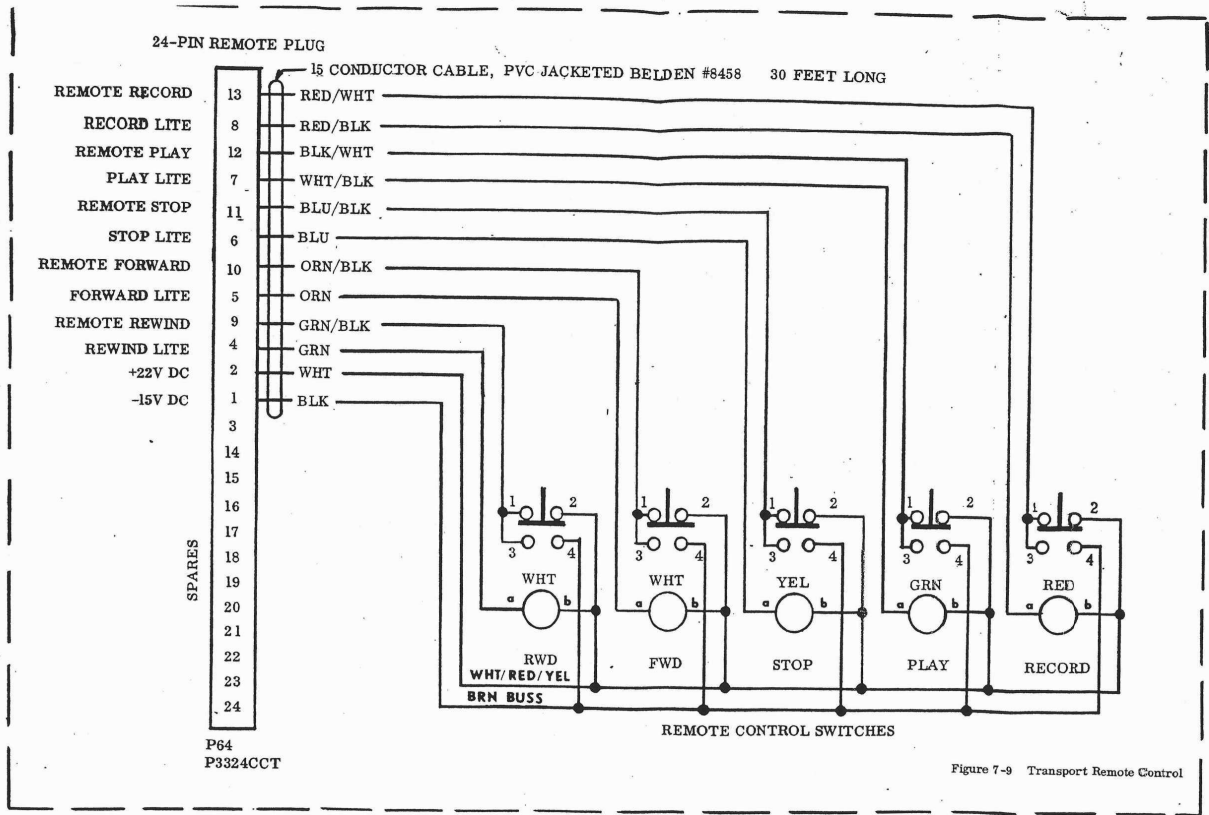 24-PIN REMOTE PLUG
15 CONDUCTOR CABLE, PVC JACKETED BELDEN #8458 30 FEET LONG
REMOTE RECORD 13 RED/WHT
RECORD LITE 8 RED/BLK
REMOTE PLAY 12 BLK/WHT
PLAY LITE 7 WHT/BLK
REMOTE STOP 11 BLU/BLK
STOP LITE 6 BLU
REMOTE FORWARD 10 ORN/BLK
FORWARD LITE 5 ORN
REMOTE REWIND 9 GRN/BLK
REWIND LITE 4 GRN
+22V DC 2 WHT
-15V DC 1 BLK
3
14
15
16
17
18
19
20
21
22
23
24
SPARES
1 2 1 2 1 2 1 2 1 2
3 4 3 4 3 4 3 4 3 4
WHT WHT YEL GRN RED
a b a b a b a b a b
RWD FWD STOP PLAY RECORD
WHT/RED/YEL
BRN BUSS
REMOTE CONTROL SWITCHES
P64
P3324CCT
Figure 7-9 Transport Remote Control